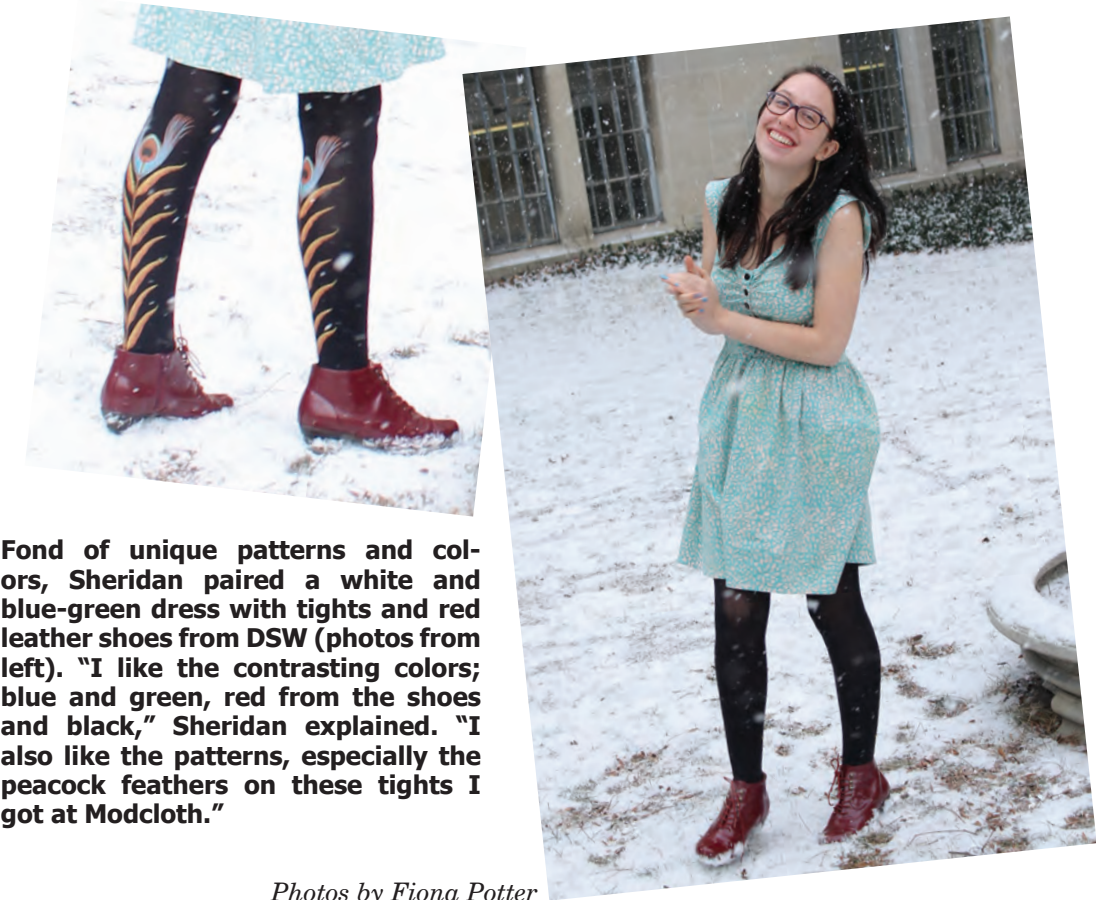 Fond of unique patterns and col-
ors, Sheridan paired a white and
blue-green dress with tights and red
leather shoes from DSW (photos from
left). “I like the contrasting colors;
blue and green, red from the shoes
and black,” Sheridan explained. “I
also like the patterns, especially the
peacock feathers on these tights I
got at Modcloth.”
Photos by Fiona Potter